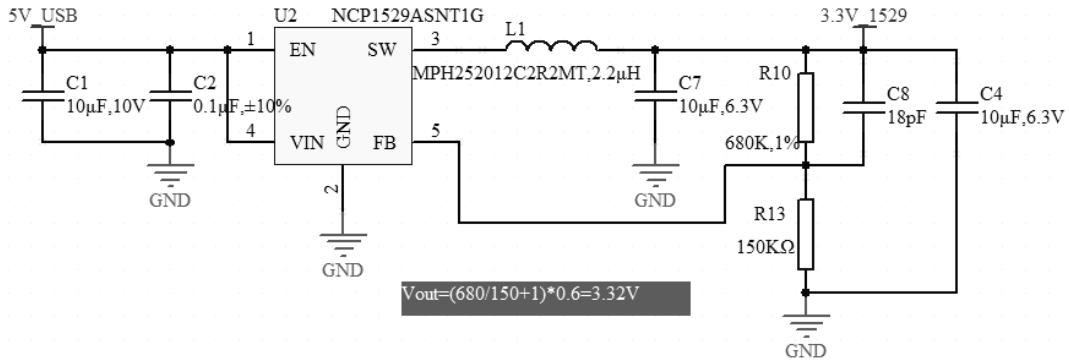 5V_USB
U2 NCP1529ASNT1G
3.3V_1529
1 EN SW 3
L1
MPH252012C2R2MT,2.2μH
C1
10μF,10V
C2
0.1μF,±10%
4 VIN GND FB 5
2
GND
GND
C7
10μF,6.3V
GND
R10
680K,1%
C8
18pF
C4
10μF,6.3V
R13
150KΩ
GND
Vout=(680/150+1)*0.6=3.32V